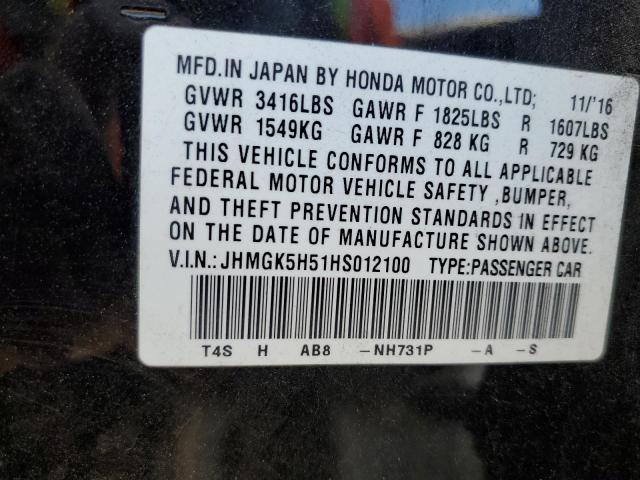 MFD.IN JAPAN BY HONDA MOTOR CO.,LTD; 11/'16
GVWR 3416LBS GAWR F 1825LBS R 1607LBS
GVWR 1549KG GAWR F 828 KG R 729 KG
THIS VEHICLE CONFORMS TO ALL APPLICABLE
FEDERAL MOTOR VEHICLE SAFETY ,BUMPER,
AND THEFT PREVENTION STANDARDS IN EFFECT
ON THE DATE OF MANUFACTURE SHOWN ABOVE.
V.I.N.:JHMGK5H51HS012100 TYPE:PASSENGER CAR
T4S H AB8 –NH731P –A –S